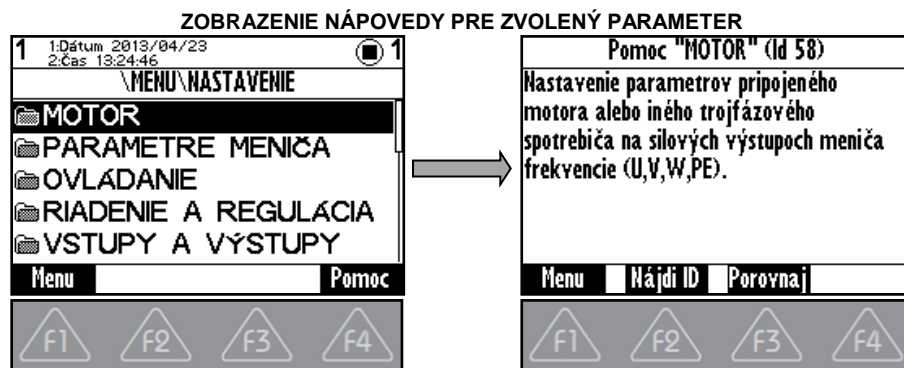 ZOBRAZENIE NÁPOVEDY PRE ZVOLENÝ PARAMETER
1 1:Dátum 2013/04/23 1
2:Čas 13:24:46
\MENU\NASTAVENIE
MOTOR
PARAMETRE MENIČA
OVLÁDANIE
RIADENIE A REGULÁCIA
VSTUPY A VÝSTUPY
Menu Pomoc
F1 F2 F3 F4
Pomoc "MOTOR" (Id 58)
Nastavenie parametrov pripojeného
motora alebo iného trojfázového
spotrebiča na silových výstupoch meniča
frekvencie (U,V,W,PE).
Menu Nájdi ID Porovnaj
F1 F2 F3 F4